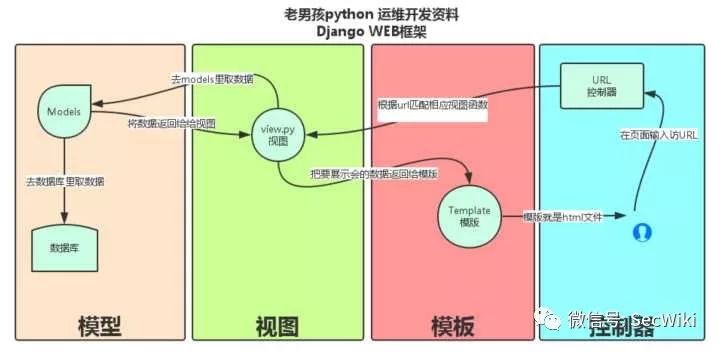 老男孩python 运维开发资料
Django WEB框架
去models里取数据
URL
控制器
Models
根据url匹配相应视图函数
view.py
视图
将数据返回给给视图
在页面输入访URL
把要展示会的数据返回给模版
去数据库里取数据
Template
模版
模版就是html文件
数据库
模型
视图
模板
控制器
微信号: SecWiki